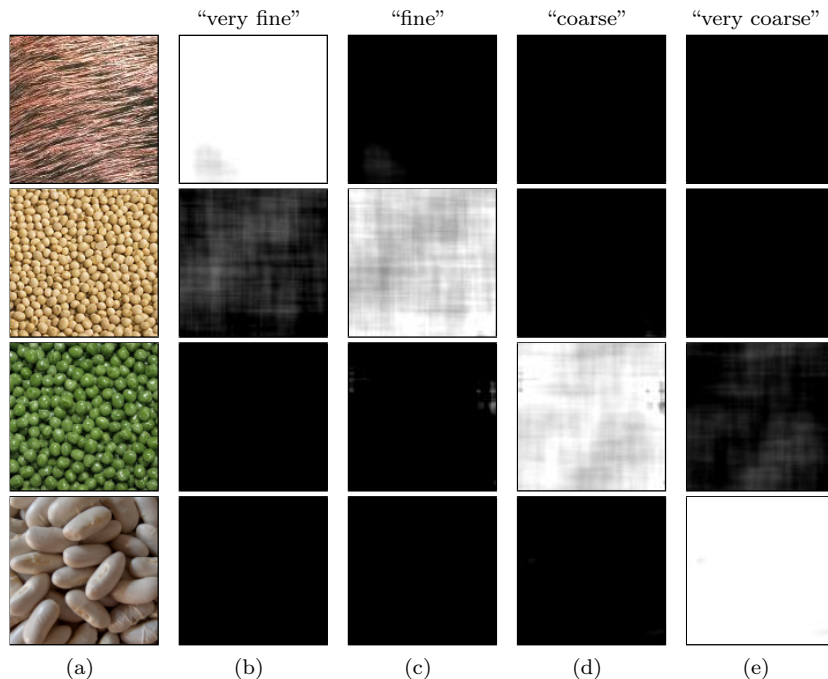 “very fine” “fine” “coarse” “very coarse”
(a) (b) (c) (d) (e)